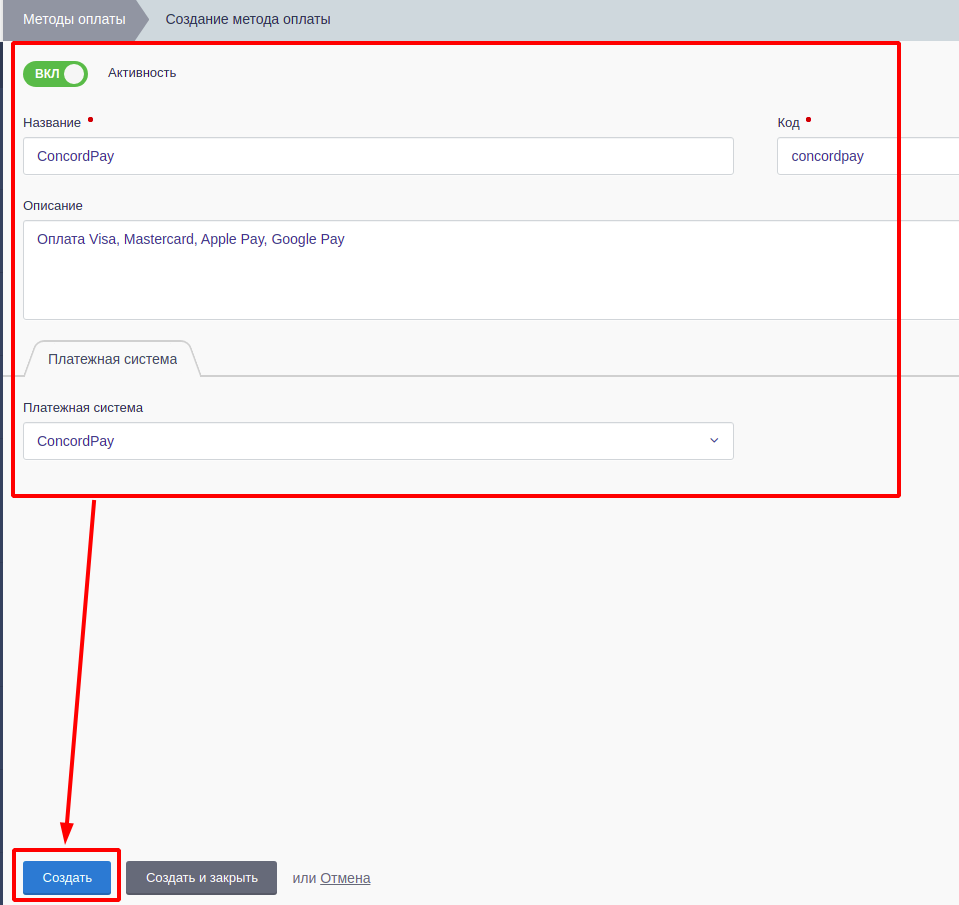 Методы оплаты Создание метода оплаты
ВКЛ Активность
Название Код
ConcordPay concordpay
Описание
Оплата Visa, Mastercard, Apple Pay, Google Pay
Платежная система
Платежная система
ConcordPay
Создать Создать и закрыть или Отмена